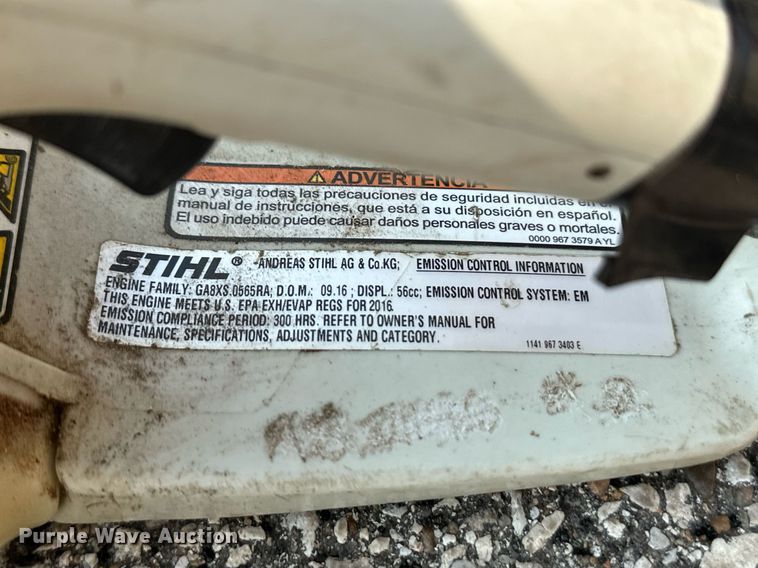 ADVERTENCIA
Lea y siga todas las precauciones de seguridad incluidas en el
manual de instrucciones, que está a su disposición en español.
El uso indebido puede causar daños personales graves o mortales.
0000 967 3579 A YL
STIHL® ANDREAS STIHL AG & Co.KG; EMISSION CONTROL INFORMATION
ENGINE FAMILY: GA8XS.0565RA; D.O.M.: 09.16; DISPL.: 56cc; EMISSION CONTROL SYSTEM: EM
THIS ENGINE MEETS U.S. EPA EXH/EVAP REGS FOR 2016.
EMISSION COMPLIANCE PERIOD: 300 HRS. REFER TO OWNER'S MANUAL FOR
MAINTENANCE, SPECIFICATIONS, ADJUSTMENTS AND CATEGORY.
1141 967 3403 E
Purple Wave Auction